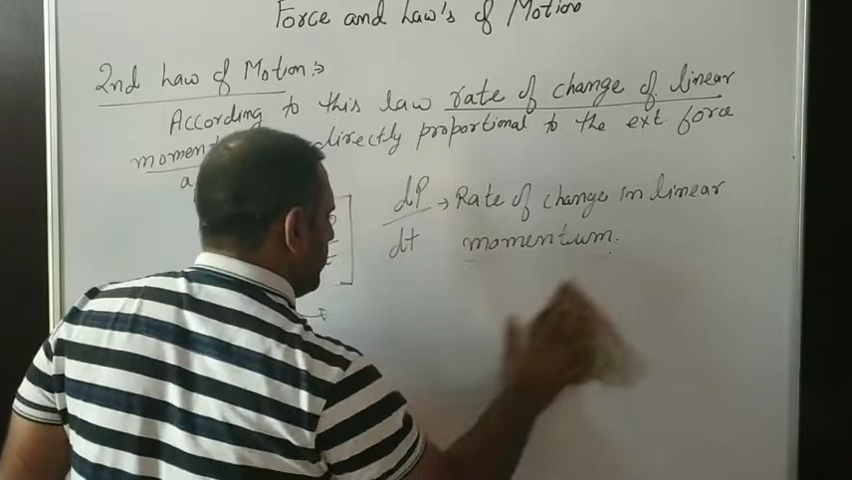 Force and Law's of Motion
2nd Law of Motion :->
According to this law rate of change of linear
directly proportional to the ext. force
dP → Rate of change in linear
dt momentum.